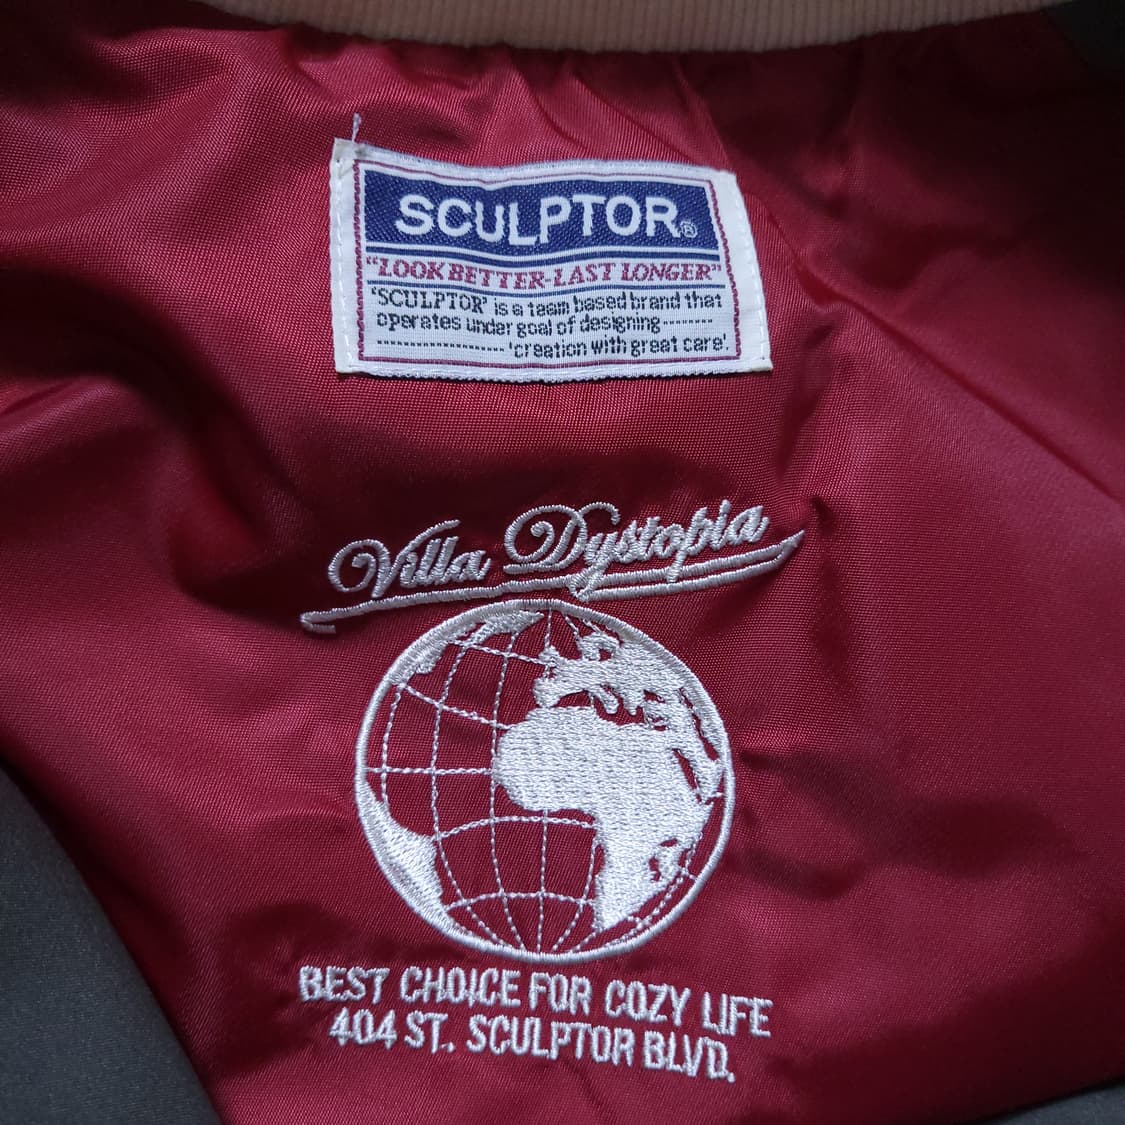 SCULPTOR®
"LOOK BETTER-LAST LONGER"
'SCULPTOR' is a team based brand that
operates under goal of designing--------
--------------------'creation with great care'.
Villa Dystopia
BEST CHOICE FOR COZY LIFE
404 ST. SCULPTOR BLVD.